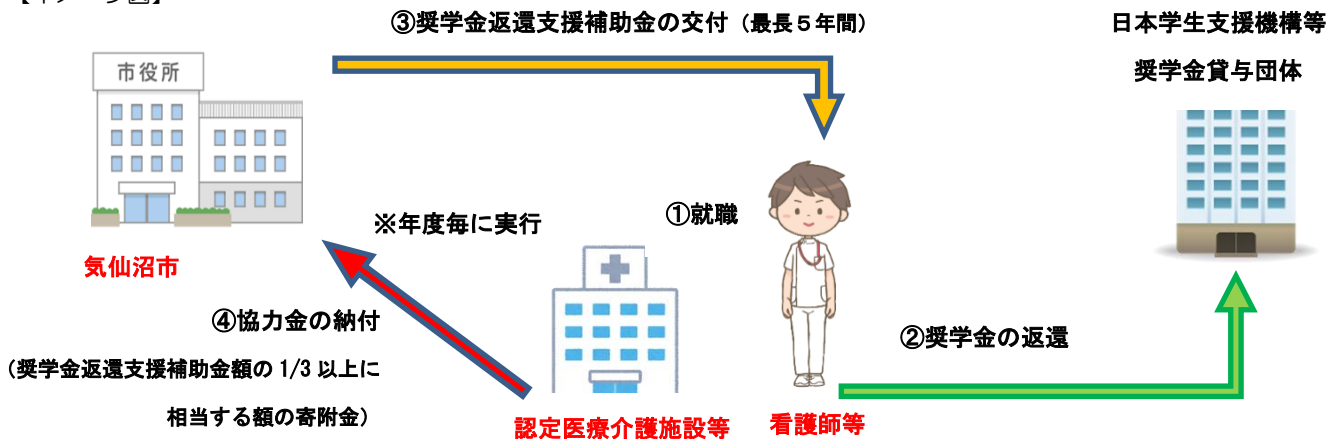 ③奨学金返還支援補助金の交付（最長５年間）
日本学生支援機構等
奨学金貸与団体
市役所
①就職
※年度毎に実行
気仙沼市
④協力金の納付
（奨学金返還支援補助金額の 1/3 以上に
相当する額の寄附金）
②奨学金の返還
認定医療介護施設等
看護師等